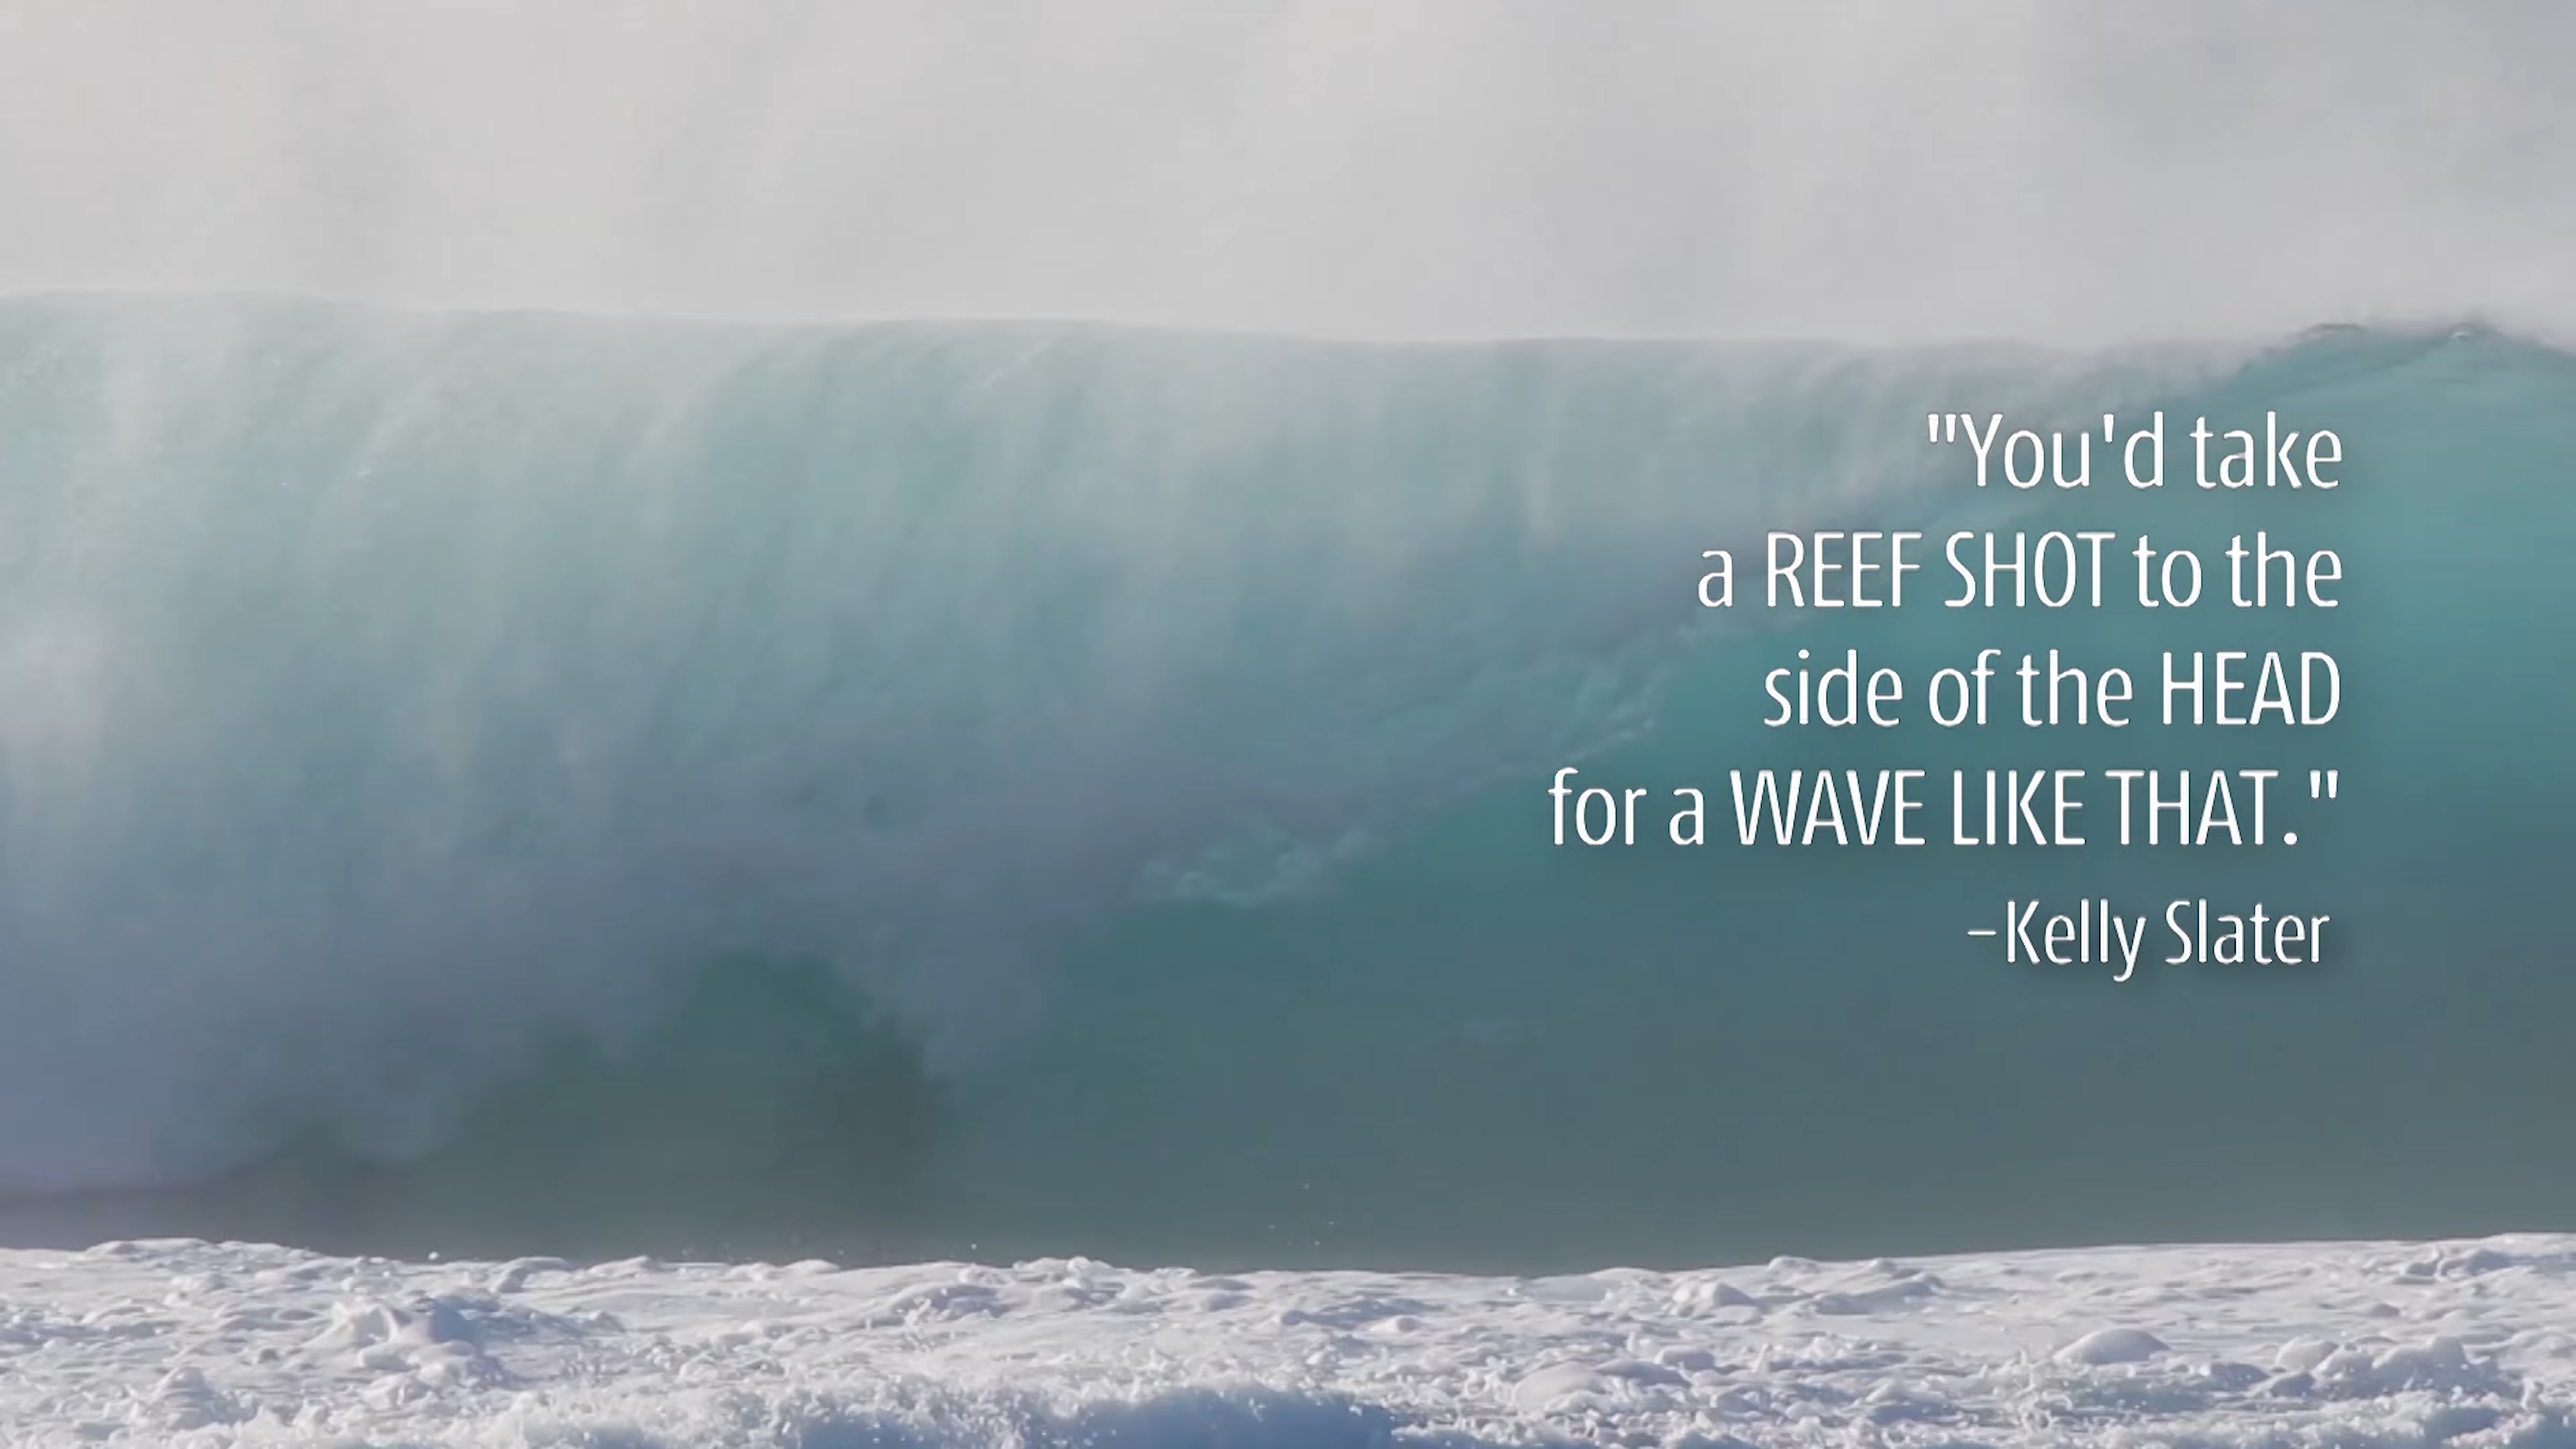 "You'd take
a REEF SHOT to the
side of the HEAD
for a WAVE LIKE THAT."
-Kelly Slater